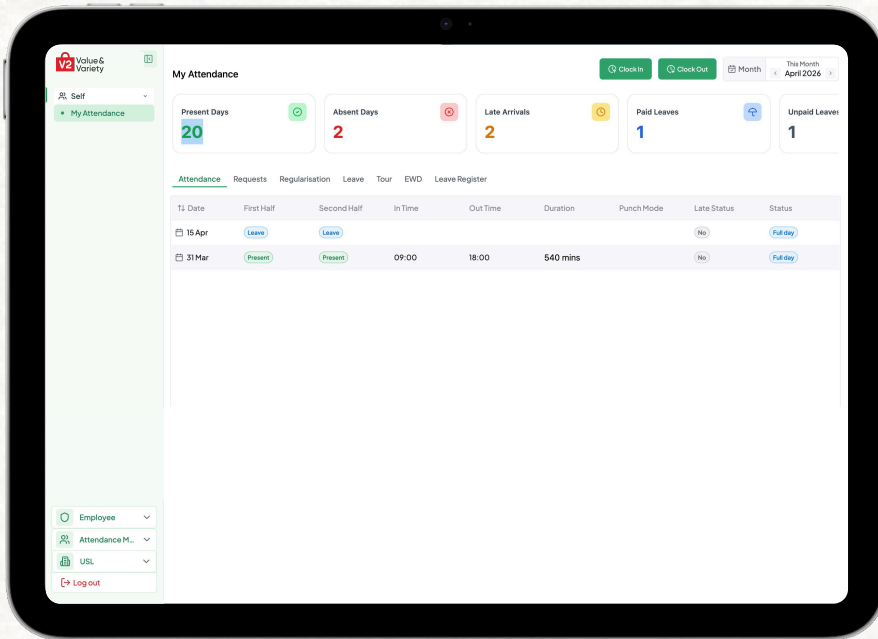 V2 Value &
Variety
Self
My Attendance
Employee
Attendance M...
USL
Log out
My Attendance
Clock In
Clock Out
Month
This Month
April 2026
Present Days
20
Absent Days
2
Late Arrivals
2
Paid Leaves
1
Unpaid Leaves
1
Attendance Requests Regularisation Leave Tour EWD Leave Register
Date First Half Second Half In Time Out Time Duration Punch Mode Late Status Status
15 Apr Leave Leave No Full day
31 Mar Present Present 09:00 18:00 540 mins No Full day